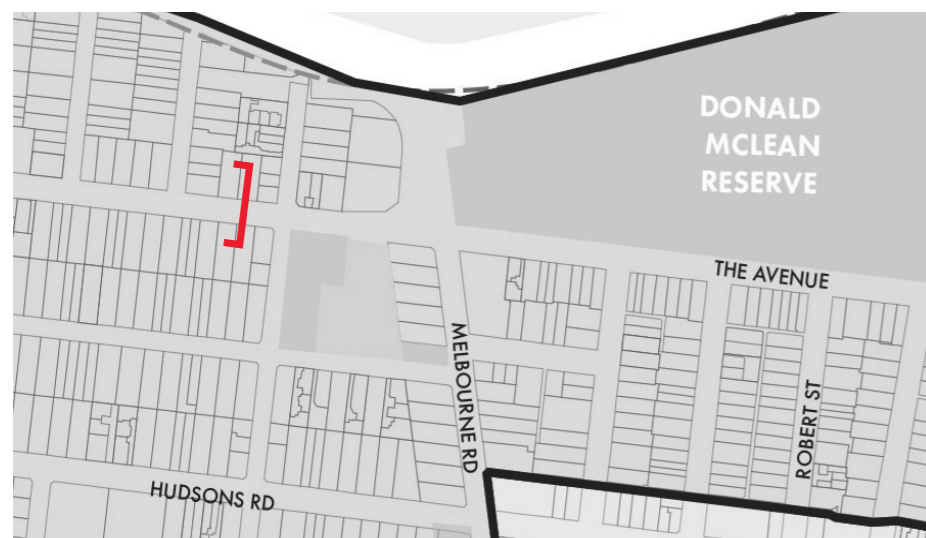 DONALD
MCLEAN
RESERVE
THE AVENUE
MELBOURNE RD
ROBERT ST
HUDSONS RD